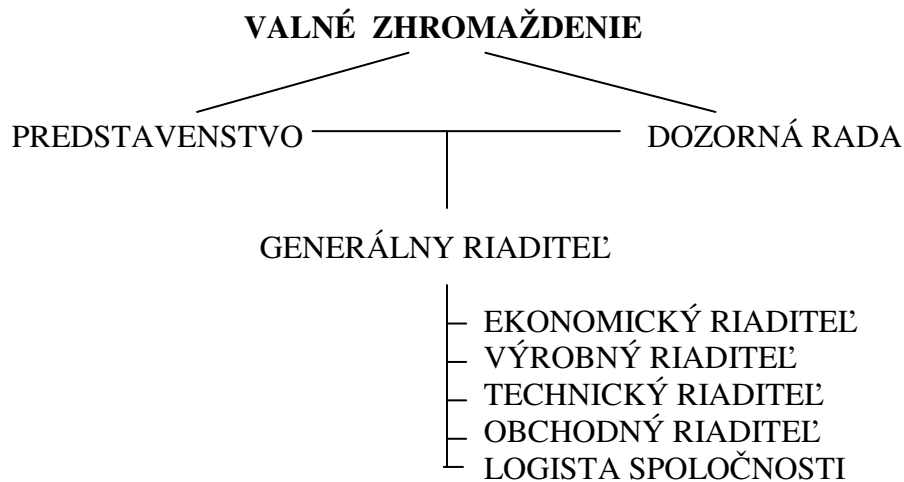 VALNÉ ZHROMAŽDENIE
PREDSTAVENSTVO DOZORNÁ RADA
GENERÁLNY RIADITEĽ
EKONOMICKÝ RIADITEĽ
VÝROBNÝ RIADITEĽ
TECHNICKÝ RIADITEĽ
OBCHODNÝ RIADITEĽ
LOGISTA SPOLOČNOSTI